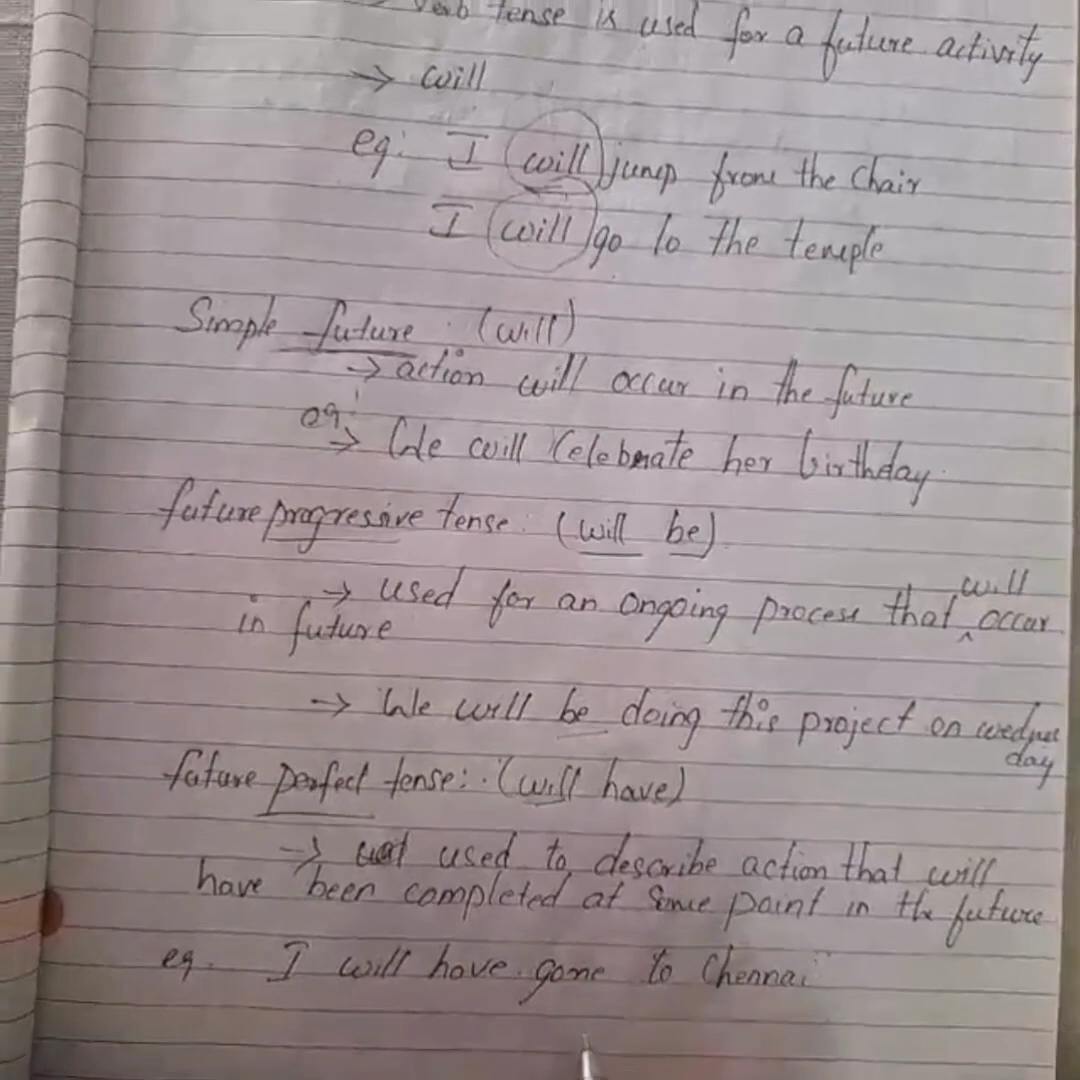 verb tense is used for a future activity
→ will
eg: I will jump from the chair
I will go to the temple
Simple future: (will)
→ action will occur in the future
eg: → We will Celebrate her birthday.
future progressive tense: (will be)
will
→ used for an ongoing process that ^ occur
in future
→ We will be doing this project on wednes
day
future perfect tense: (will have)
→ used to describe action that will
have been completed at some point in the future
eg. I will have gone to Chennai